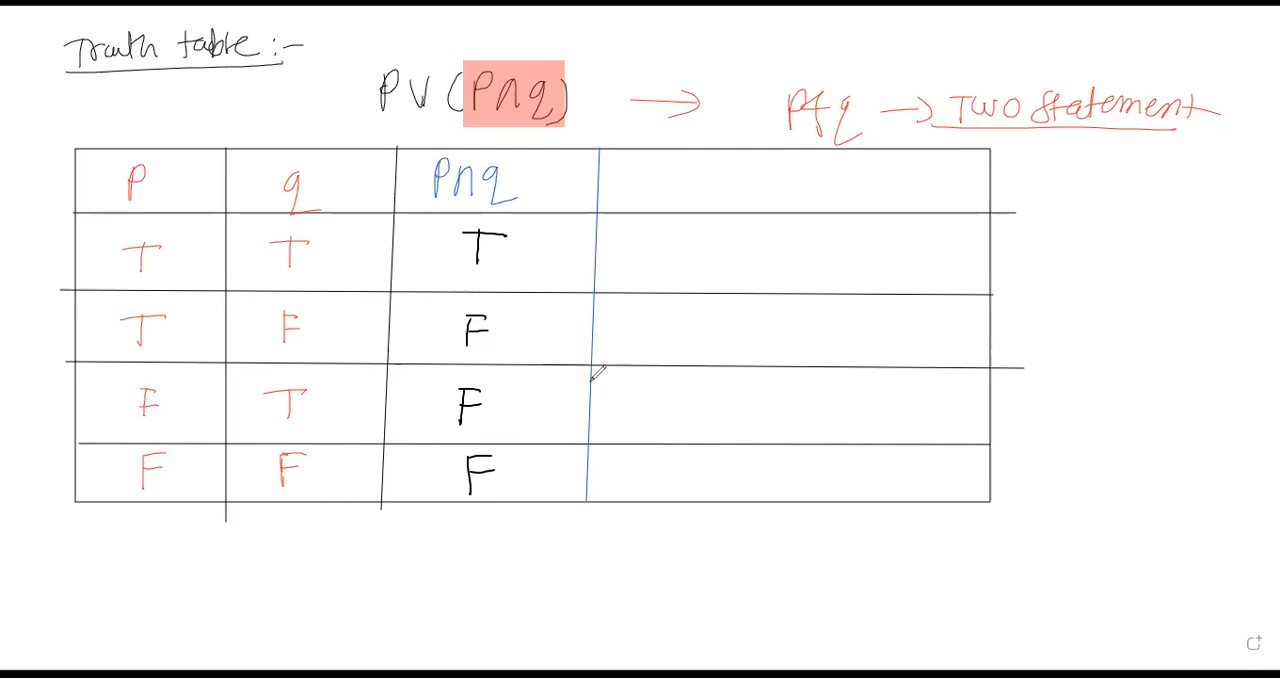 Truth table :-
P V (P∩q) → P & q → Two Statement
P q P∩q
T T T
T F F
F T F
F F F